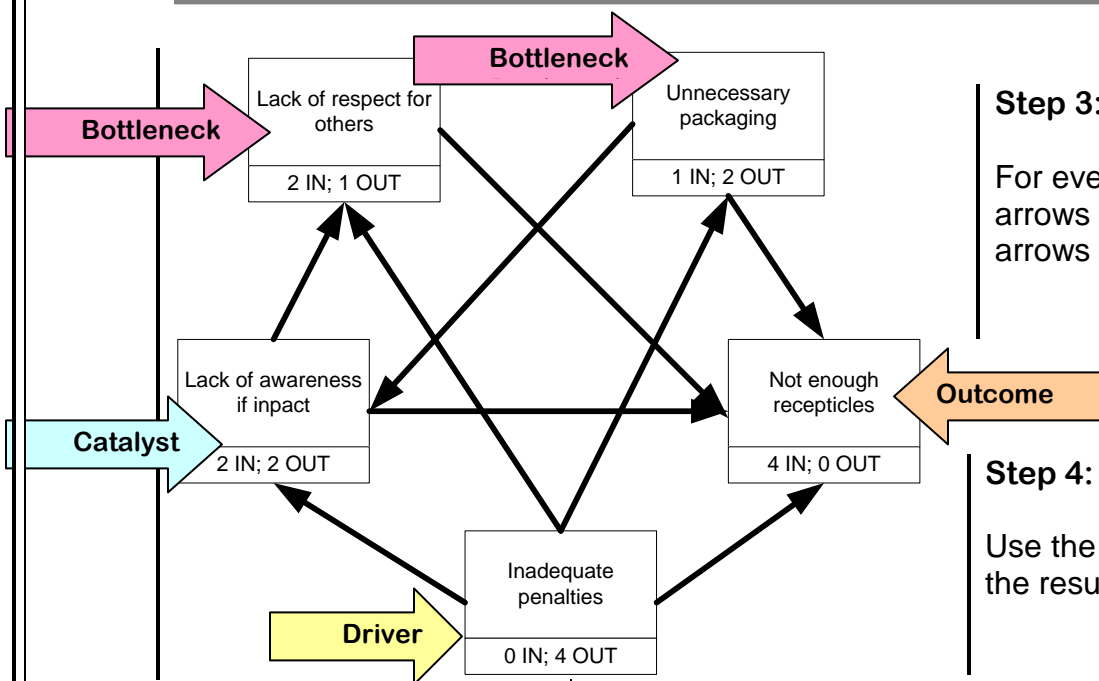 Bottleneck
Unnecessary
packaging
1 IN; 2 OUT
Bottleneck
Lack of respect for
others
2 IN; 1 OUT
Step 3:
For eve
arrows
arrows
Lack of awareness
if inpact
2 IN; 2 OUT
Catalyst
Not enough
recepticles
4 IN; 0 OUT
Outcome
Step 4:
Use the
the resu
Inadequate
penalties
0 IN; 4 OUT
Driver